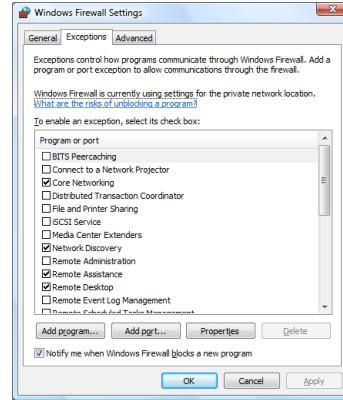 Windows Firewall Settings
General Exceptions Advanced
Exceptions control how programs communicate through Windows Firewall. Add a
program or port exception to allow communications through the firewall.
Windows Firewall is currently using settings for the private network location.
What are the risks of unblocking a program?
To enable an exception, select its check box:
Program or port
BITS Peercaching
Connect to a Network Projector
Core Networking
Distributed Transaction Coordinator
File and Printer Sharing
iSCSI Service
Media Center Extenders
Network Discovery
Remote Administration
Remote Assistance
Remote Desktop
Remote Event Log Management
Remote Scheduled Tasks Management
Add program... Add port... Properties Delete
Notify me when Windows Firewall blocks a new program
OK Cancel Apply